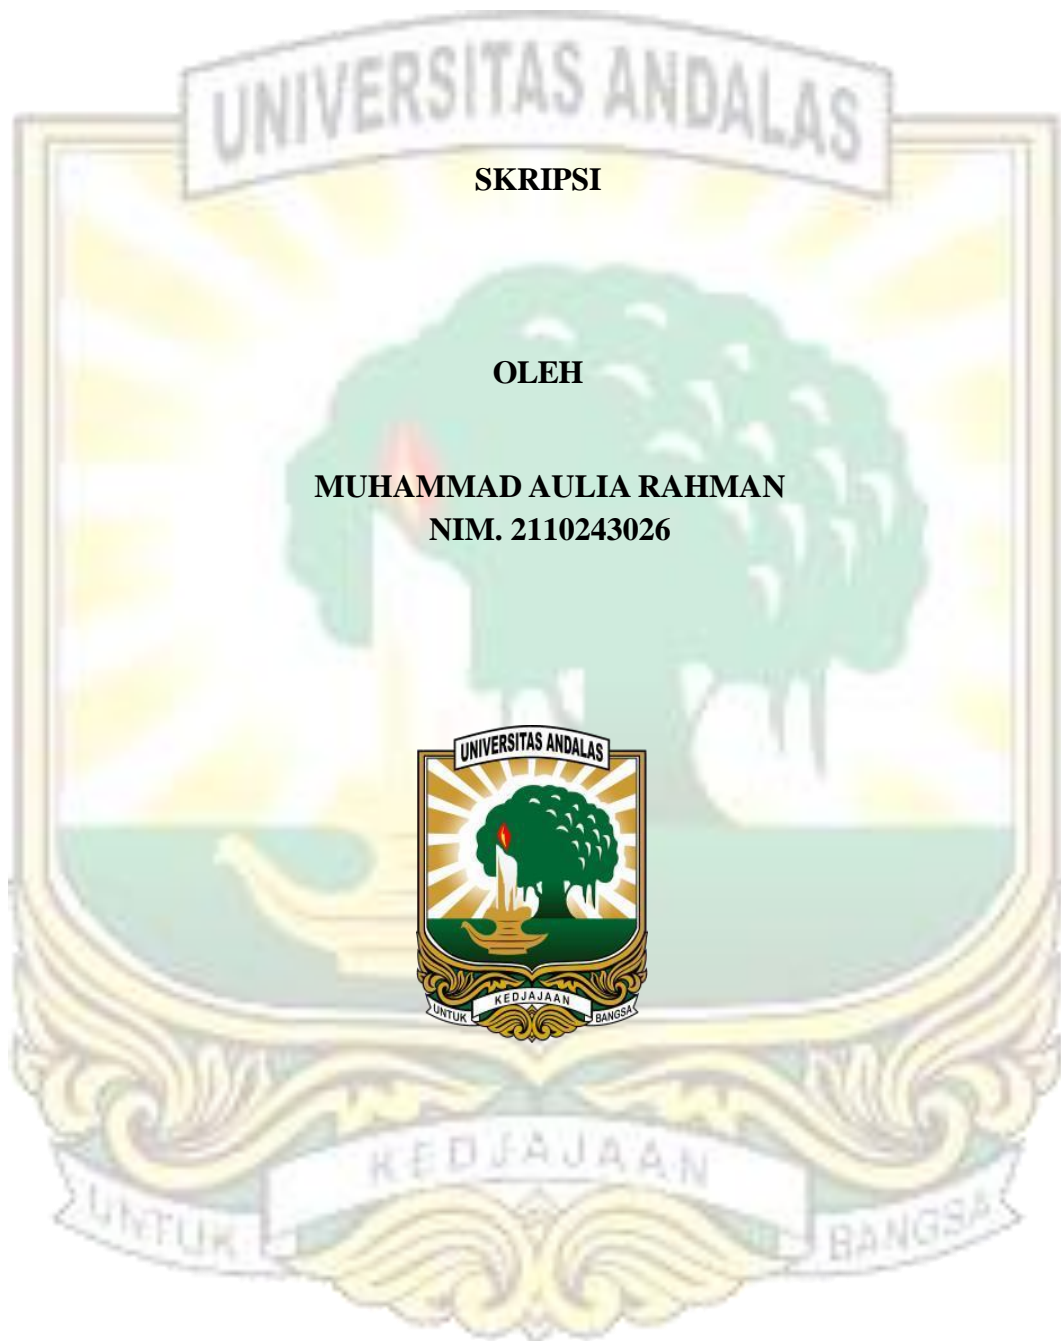 UNIVERSITAS ANDALAS
SKRIPSI
OLEH
MUHAMMAD AULIA RAHMAN
NIM. 2110243026
UNIVERSITAS ANDALAS
UNTUK KEDJAJAAN BANGSA
UNTUK KEDJAJAAN BANGSA